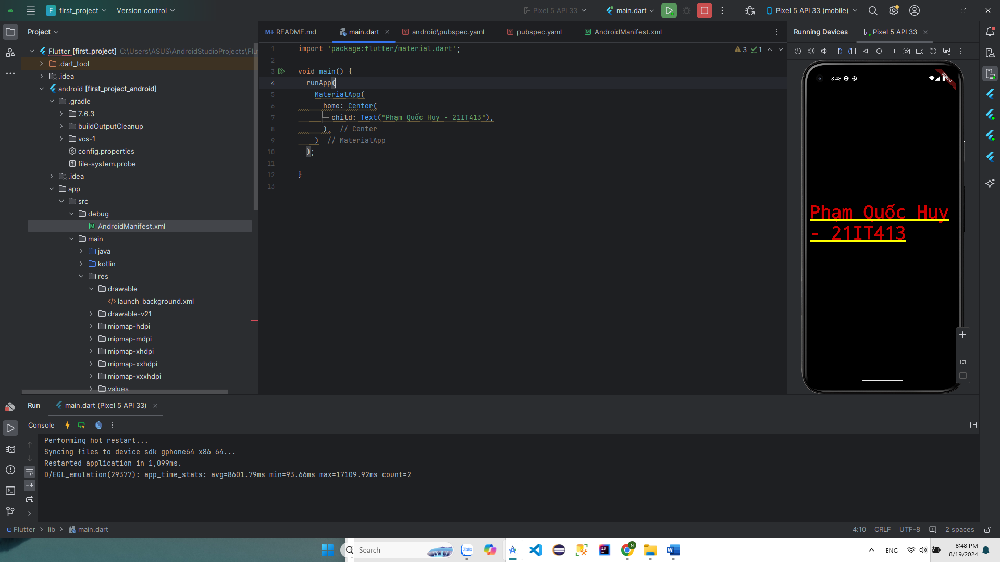 F first_project Version control Pixel 5 API 33 main.dart Pixel 5 API 33 (mobile)
Project
README.md main.dart android\pubspec.yaml pubspec.yaml AndroidManifest.xml
Running Devices Pixel 5 API 33
Flutter [first_project] C:\Users\ASUS\AndroidStudioProjects\Flu
.dart_tool
.idea
android [first_project_android]
.gradle
7.6.3
buildOutputCleanup
vcs-1
config.properties
file-system.probe
.idea
app
src
debug
AndroidManifest.xml
main
java
kotlin
res
drawable
launch_background.xml
drawable-v21
mipmap-hdpi
mipmap-mdpi
mipmap-xhdpi
mipmap-xxhdpi
mipmap-xxxhdpi
values
1 import 'package:flutter/material.dart';
3 1
2
3 void main() {
4 runApp(
5 MaterialApp(
6 home: Center(
7 child: Text("Phạm Quốc Huy - 21IT413"),
8 ), // Center
9 ) // MaterialApp
10 );
11
12 }
13
8:48
DEBUG
Phạm Quốc Huy
- 21IT413
1:1
Run main.dart (Pixel 5 API 33)
Console
Performing hot restart...
Syncing files to device sdk gphone64 x86 64...
Restarted application in 1,099ms.
D/EGL_emulation(29377): app_time_stats: avg=8601.79ms min=93.66ms max=17109.92ms count=2
Flutter lib main.dart
4:10 CRLF UTF-8 2 spaces
Search
Zalo
N
ENG
8:48 PM
8/19/2024